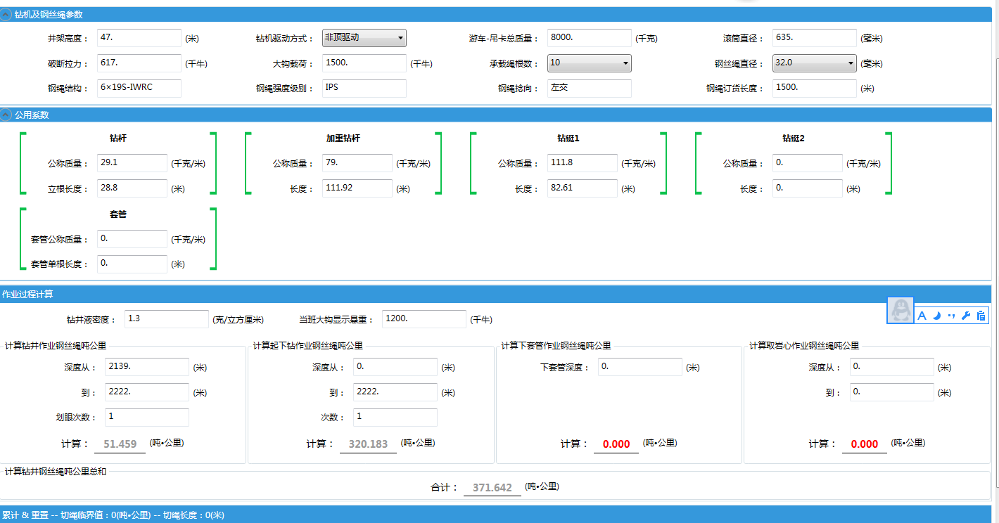 钻机及钢丝绳参数
井架高度： 47. (米) 钻机驱动方式： 非顶驱动 游车-吊卡总质量： 8000. (千克) 滚筒直径： 635. (毫米)
破断拉力： 617. (千牛) 大钩载荷： 1500. (千牛) 承载绳根数： 10 钢丝绳直径： 32.0 (毫米)
钢绳结构： 6×19S-IWRC 钢绳强度级别： IPS 钢绳捻向： 左交 钢绳订货长度： 1500. (米)
公用系数
钻杆 加重钻杆 钻铤1 钻铤2
公称质量： 29.1 (千克/米) 公称质量： 79. (千克/米) 公称质量： 111.8 (千克/米) 公称质量： 0. (千克/米)
立根长度： 28.8 (米) 长度： 111.92 (米) 长度： 82.61 (米) 长度： 0. (米)
套管
套管公称质量： 0. (千克/米)
套管单根长度： 0. (米)
作业过程计算
钻井液密度： 1.3 (克/立方厘米) 当班大钩显示悬重： 1200. (千牛)
A
计算钻井作业钢丝绳吨公里 计算起下钻作业钢丝绳吨公里 计算下套管作业钢丝绳吨公里 计算取岩心作业钢丝绳吨公里
深度从： 2139. (米) 深度从： 0. (米) 下套管深度： 0. (米) 深度从： 0. (米)
到： 2222. (米) 到： 2222. (米) 到： 0. (米)
划眼次数： 1 次数： 1
计算： 51.459 (吨•公里) 计算： 320.183 (吨•公里) 计算： 0.000 (吨•公里) 计算： 0.000 (吨•公里)
计算钻井钢丝绳吨公里总和
合计： 371.642 (吨•公里)
累计 & 重置 -- 切绳临界值：0(吨•公里) -- 切绳长度：0(米)